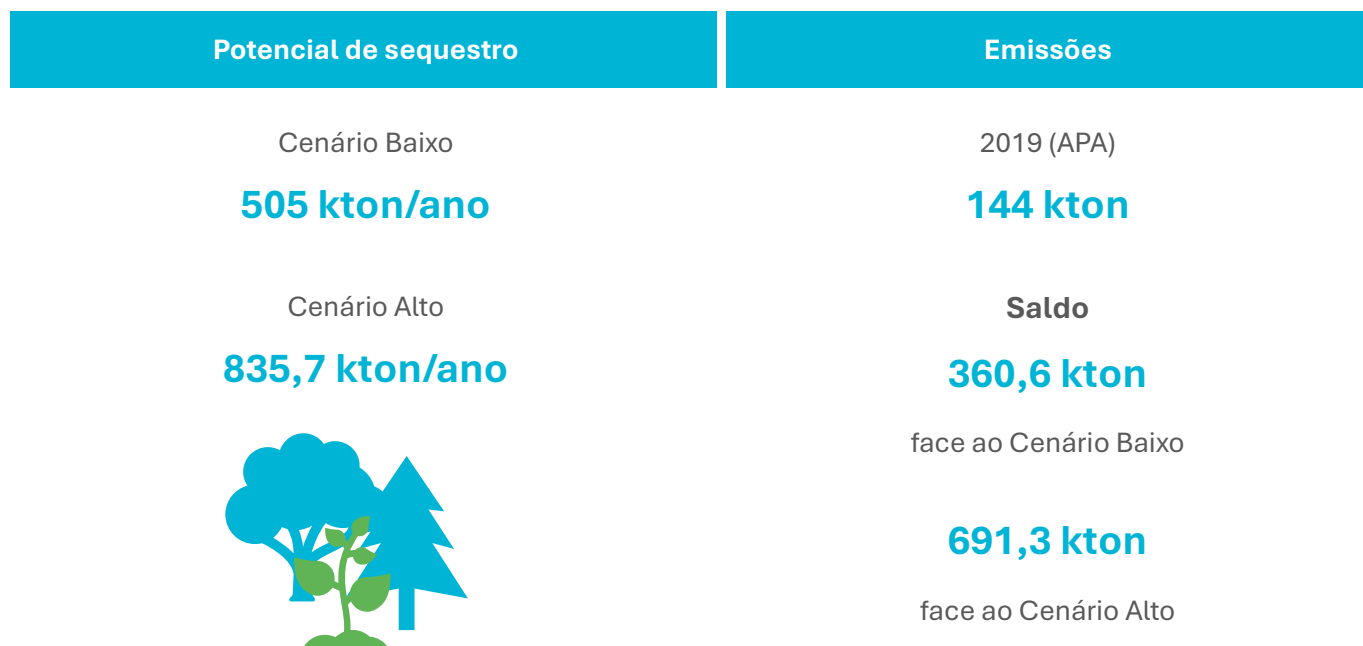 Potencial de sequestro
Cenário Baixo
505 kton/ano
Cenário Alto
835,7 kton/ano
Emissões
2019 (APA)
144 kton
Saldo
360,6 kton
face ao Cenário Baixo
691,3 kton
face ao Cenário Alto